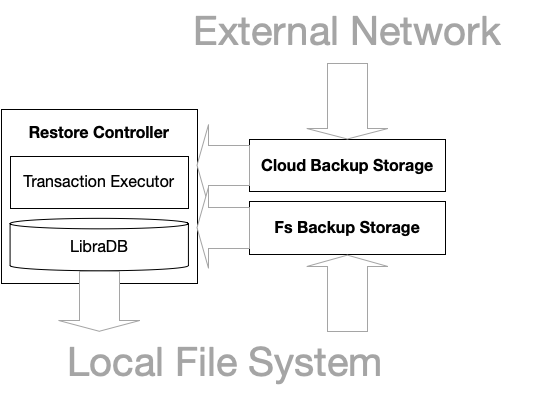 External Network
Restore Controller
Transaction Executor
LibraDB
Cloud Backup Storage
Fs Backup Storage
Local File System